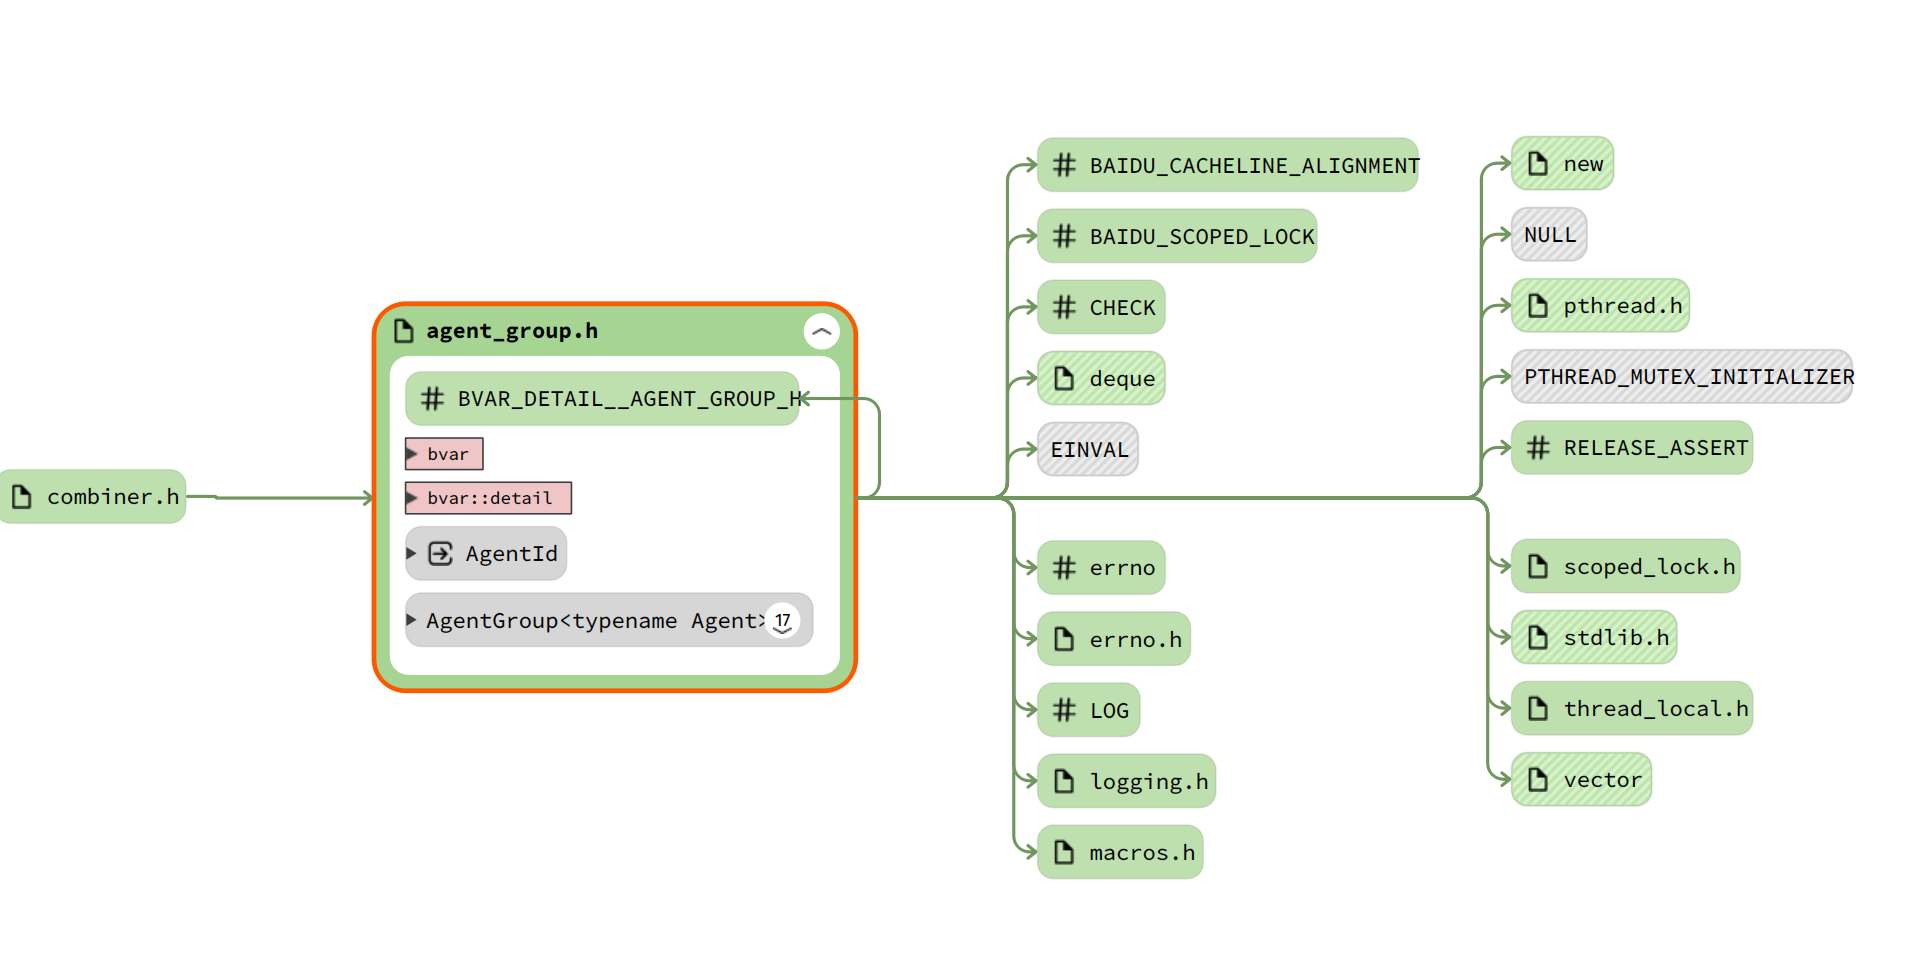 combiner.h
agent_group.h
# BVAR_DETAIL__AGENT_GROUP_H
bvar
bvar::detail
AgentId
AgentGroup<typename Agent>
17
# BAIDU_CACHELINE_ALIGNMENT
# BAIDU_SCOPED_LOCK
# CHECK
deque
EINVAL
# errno
errno.h
# LOG
logging.h
macros.h
new
NULL
pthread.h
PTHREAD_MUTEX_INITIALIZER
# RELEASE_ASSERT
scoped_lock.h
stdlib.h
thread_local.h
vector